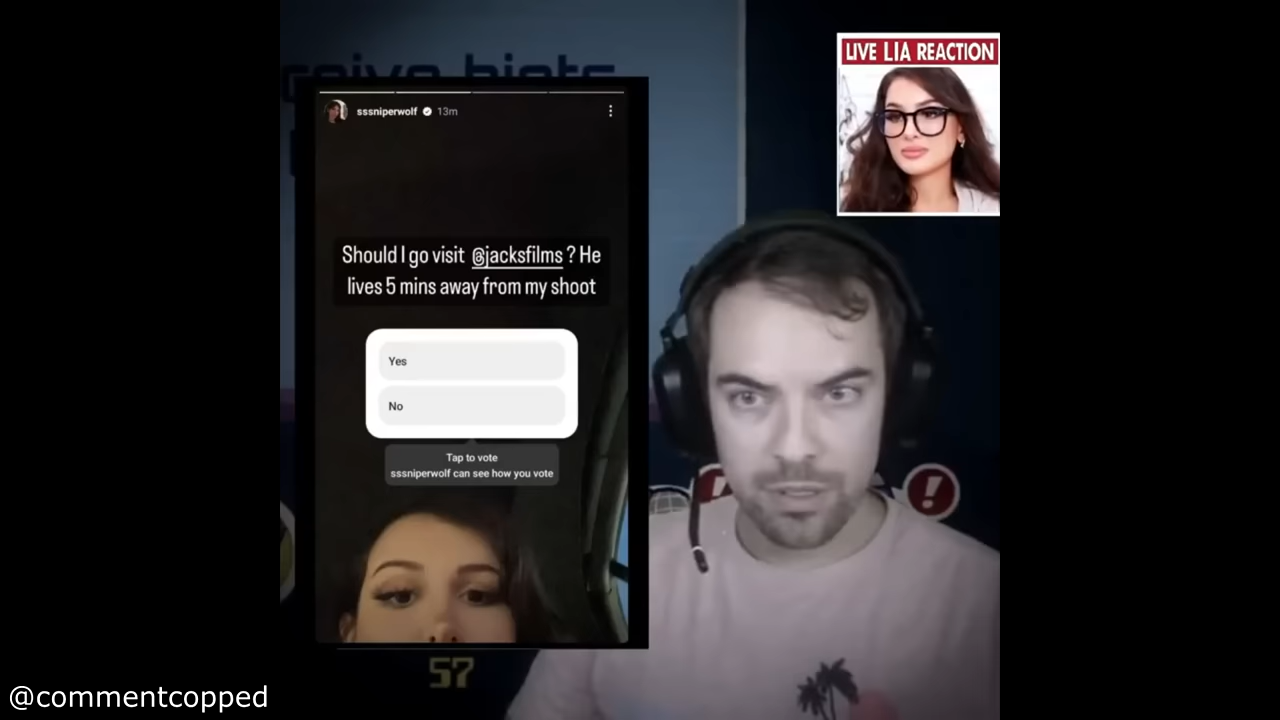 LIVE LIA REACTION
sssniperwolf 13m
Should I go visit @jacksfilms ? He
lives 5 mins away from my shoot
Yes
No
Tap to vote
sssniperwolf can see how you vote
57
@commentcopped